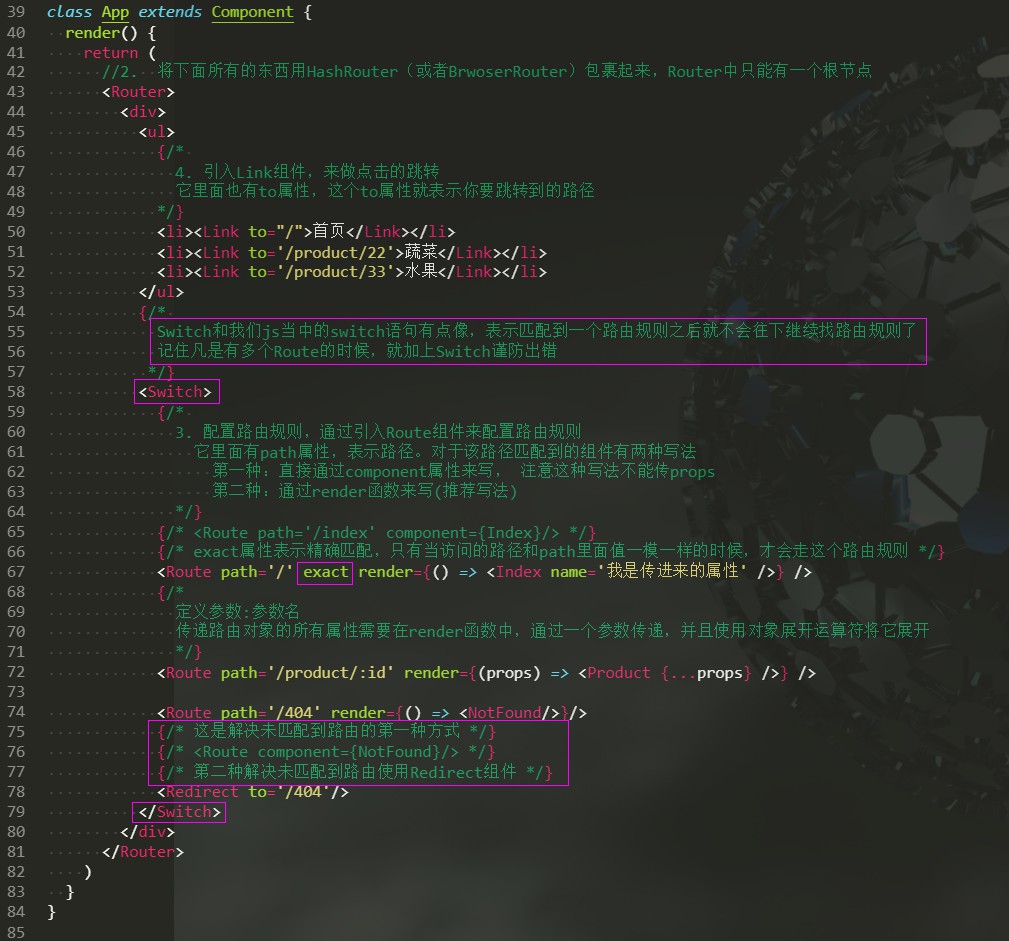 39 class App extends Component {
40 render() {
41 return (
42 //2. 将下面所有的东西用HashRouter（或者BrwoserRouter）包裹起来，Router中只能有一个根节点
43 <Router>
44 <div>
45 <ul>
46 {/*
47 4. 引入Link组件，来做点击的跳转
48 它里面也有to属性，这个to属性就表示你要跳转到的路径
49 */}
50 <li><Link to="/">首页</Link></li>
51 <li><Link to='/product/22'>蔬菜</Link></li>
52 <li><Link to='/product/33'>水果</Link></li>
53 </ul>
54 {/*
55 Switch和我们js当中的switch语句有点像，表示匹配到一个路由规则之后就不会往下继续找路由规则了
56 记住凡是有多个Route的时候，就加上Switch谨防出错
57 */}
58 <Switch>
59 {/*
60 3. 配置路由规则，通过引入Route组件来配置路由规则
61 它里面有path属性，表示路径。对于该路径匹配到的组件有两种写法
62 第一种：直接通过component属性来写， 注意这种写法不能传props
63 第二种：通过render函数来写(推荐写法)
64 */}
65 {/* <Route path='/index' component={Index}/> */}
66 {/* exact属性表示精确匹配，只有当访问的路径和path里面值一模一样的时候，才会走这个路由规则 */}
67 <Route path='/' exact render={() => <Index name='我是传进来的属性' />} />
68 {/*
69 定义参数:参数名
70 传递路由对象的所有属性需要在render函数中，通过一个参数传递，并且使用对象展开运算符将它展开
71 */}
72 <Route path='/product/:id' render={(props) => <Product {...props} />} />
73
74 <Route path='/404' render={() => <NotFound/>}/>
75 {/* 这是解决未匹配到路由的第一种方式 */}
76 {/* <Route component={NotFound}/> */}
77 {/* 第二种解决未匹配到路由使用Redirect组件 */}
78 <Redirect to='/404'/>
79 </Switch>
80 </div>
81 </Router>
82 )
83 }
84 }
85